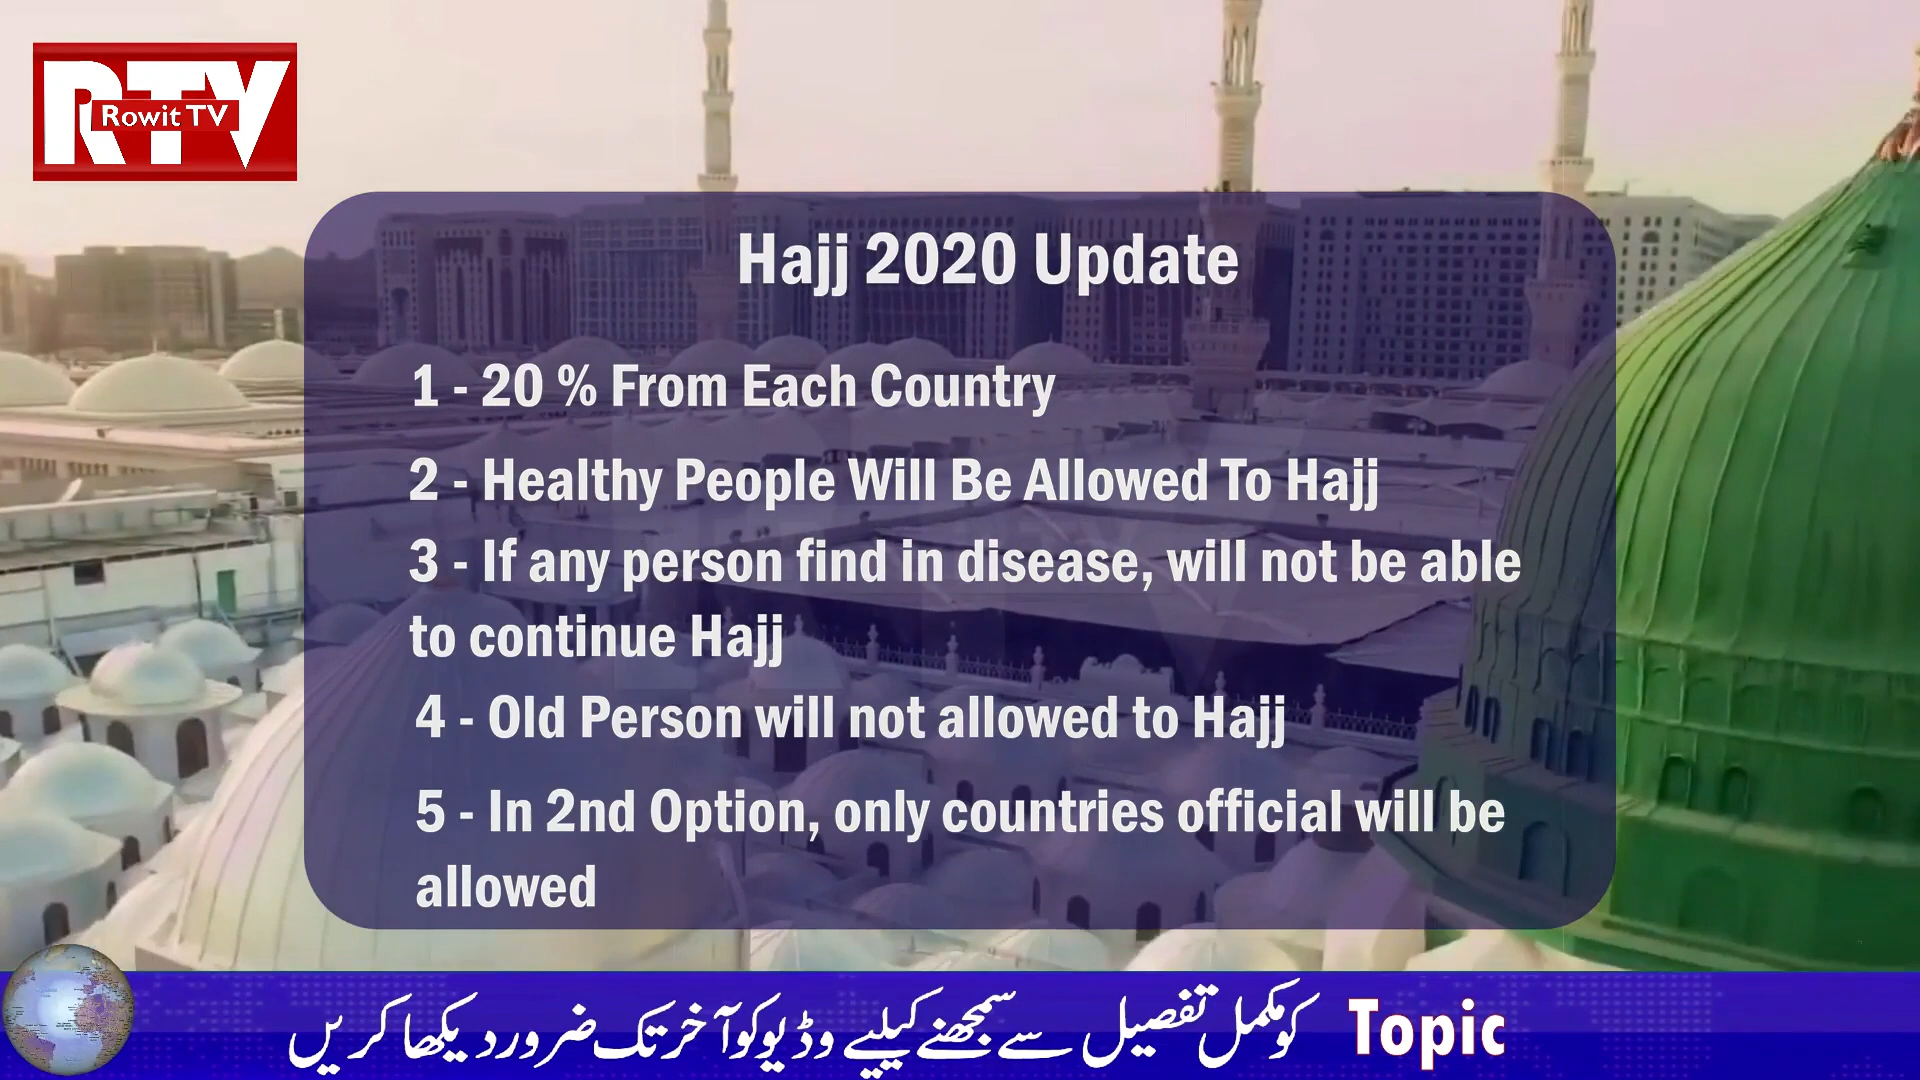 RTV
Rowit TV
Hajj 2020 Update
1 - 20 % From Each Country
2 - Healthy People Will Be Allowed To Hajj
3 - If any person find in disease, will not be able
to continue Hajj
4 - Old Person will not allowed to Hajj
5 - In 2nd Option, only countries official will be
allowed
Topic کو مکمل تفصیل سے سمجھنے کیلیے وڈیو کو آخر تک ضرور دیکھا کریں